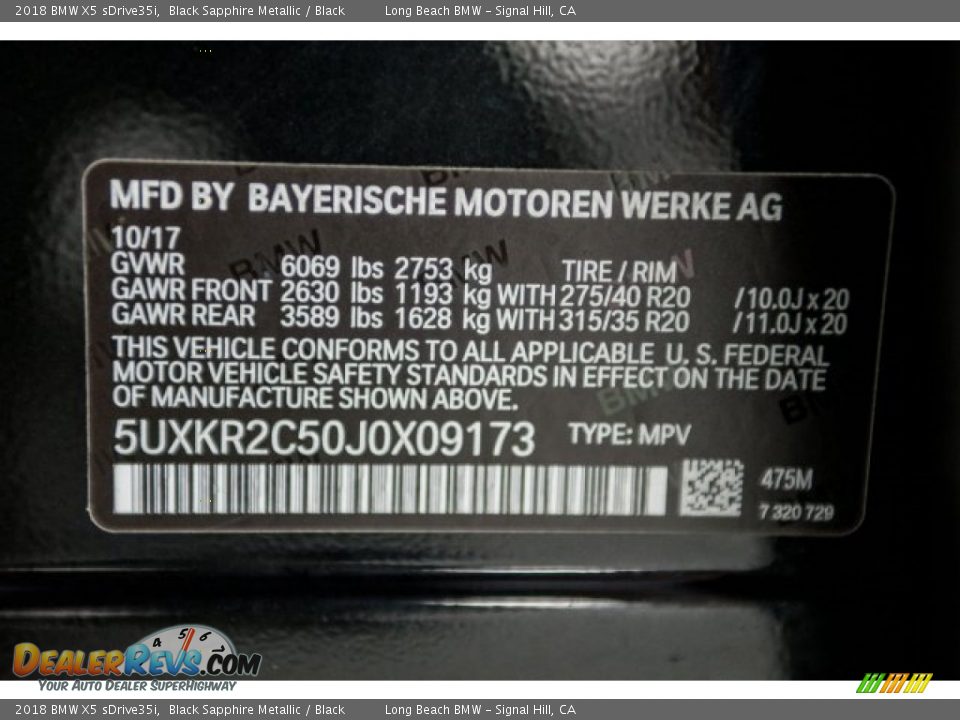 2018 BMW X5 sDrive35i, Black Sapphire Metallic / Black Long Beach BMW - Signal Hill, CA
MFD BY BAYERISCHE MOTOREN WERKE AG
10/17
GVWR 6069 lbs 2753 kg TIRE / RIM
GAWR FRONT 2630 lbs 1193 kg WITH 275/40 R20 /10.0J x 20
GAWR REAR 3589 lbs 1628 kg WITH 315/35 R20 /11.0J x 20
THIS VEHICLE CONFORMS TO ALL APPLICABLE U. S. FEDERAL
MOTOR VEHICLE SAFETY STANDARDS IN EFFECT ON THE DATE
OF MANUFACTURE SHOWN ABOVE.
5UXKR2C50J0X09173 TYPE: MPV
475M
7 320 729
4 5 6
DEALERREVS.COM
YOUR AUTO DEALER SUPERHIGHWAY
2018 BMW X5 sDrive35i, Black Sapphire Metallic / Black Long Beach BMW - Signal Hill, CA